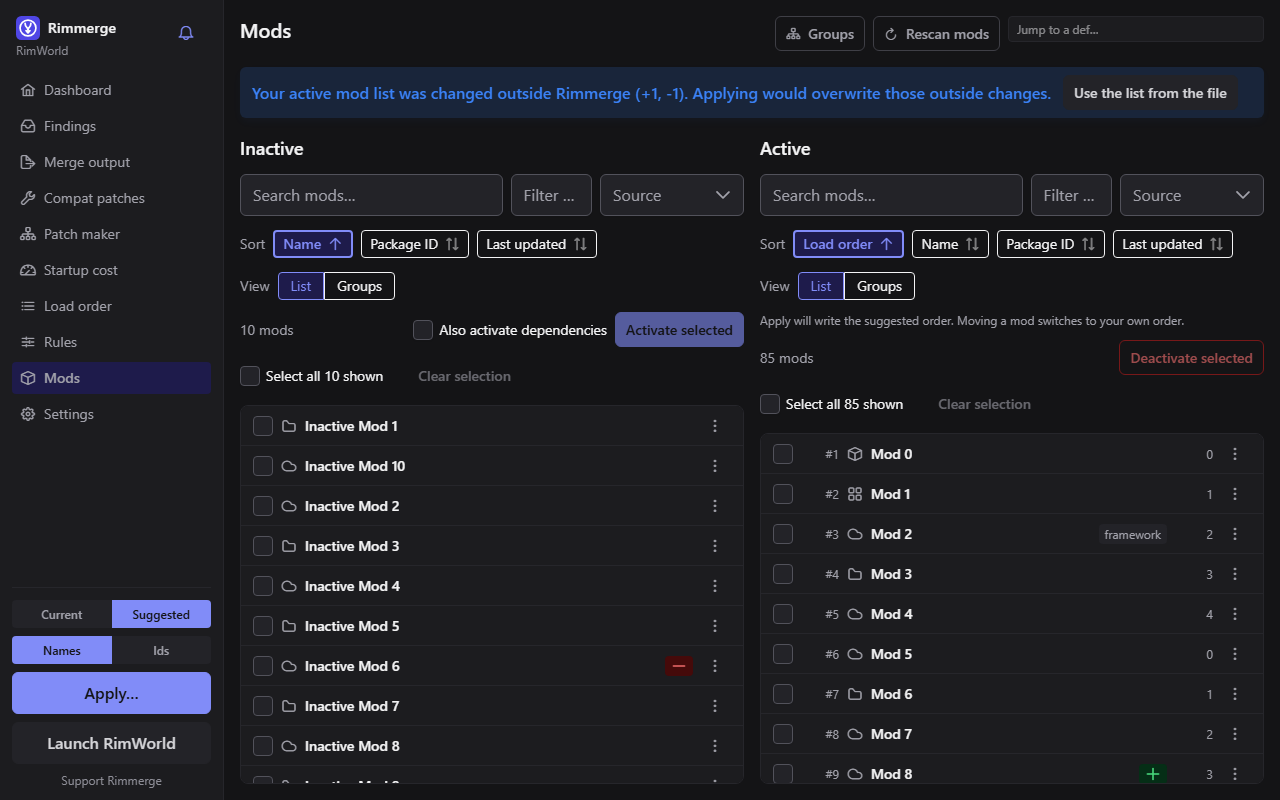 Rimmerge
RimWorld
Dashboard
Findings
Merge output
Compat patches
Patch maker
Startup cost
Load order
Rules
Mods
Settings
Current
Suggested
Names
Ids
Apply...
Launch RimWorld
Support Rimmerge
Mods
Groups
Rescan mods
Jump to a def...
Your active mod list was changed outside Rimmerge (+1, -1). Applying would overwrite those outside changes.
Use the list from the file
Inactive
Search mods...
Filter ...
Source
Sort
Name
Package ID
Last updated
View
List
Groups
10 mods
Also activate dependencies
Activate selected
Select all 10 shown
Clear selection
Inactive Mod 1
Inactive Mod 10
Inactive Mod 2
Inactive Mod 3
Inactive Mod 4
Inactive Mod 5
Inactive Mod 6
Inactive Mod 7
Inactive Mod 8
Active
Search mods...
Filter ...
Source
Sort
Load order
Name
Package ID
Last updated
View
List
Groups
Apply will write the suggested order. Moving a mod switches to your own order.
85 mods
Deactivate selected
Select all 85 shown
Clear selection
#1 Mod 0 0
#2 Mod 1 1
#3 Mod 2 framework 2
#4 Mod 3 3
#5 Mod 4 4
#6 Mod 5 0
#7 Mod 6 1
#8 Mod 7 2
#9 Mod 8 3